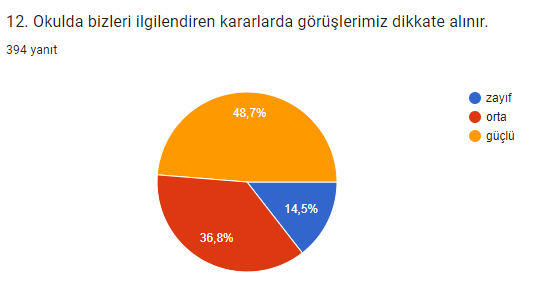 12. Okulda bizleri ilgilendiren kararlarda görüşlerimiz dikkate alınır.
394 yanıt
zayıf
orta
güçlü
48,7%
14,5%
36,8%